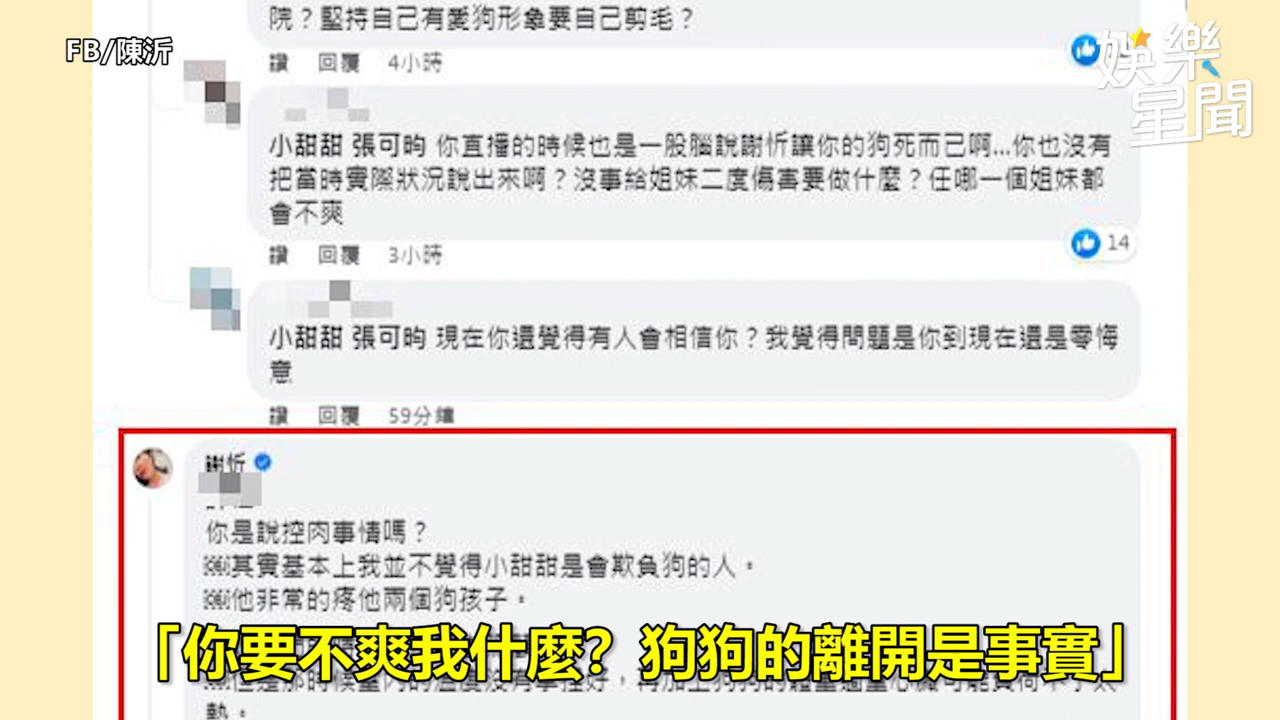 院？堅持自己有愛狗形象要自己剪毛？
FB/陳沂
讚 回覆 4小時
娛樂
星聞
小甜甜 張可昀 你直播的時候也是一股腦說謝忻讓你的狗死而己啊...你也沒有
把當時實際狀況說出來啊？沒事給姐妹二度傷害要做什麼？任哪一個姐妹都
會不爽
讚 回覆 3小時
14
小甜甜 張可昀 現在你還覺得有人會相信你？我覺得問題是你到現在還是零悔
意
讚 回覆 59分鐘
謝忻
你是說控肉事情嗎？
其實基本上我並不覺得小甜甜是會欺負狗的人。
他非常的疼他兩個狗孩子。
「你要不爽我什麼？狗狗的離開是事實」
熱。